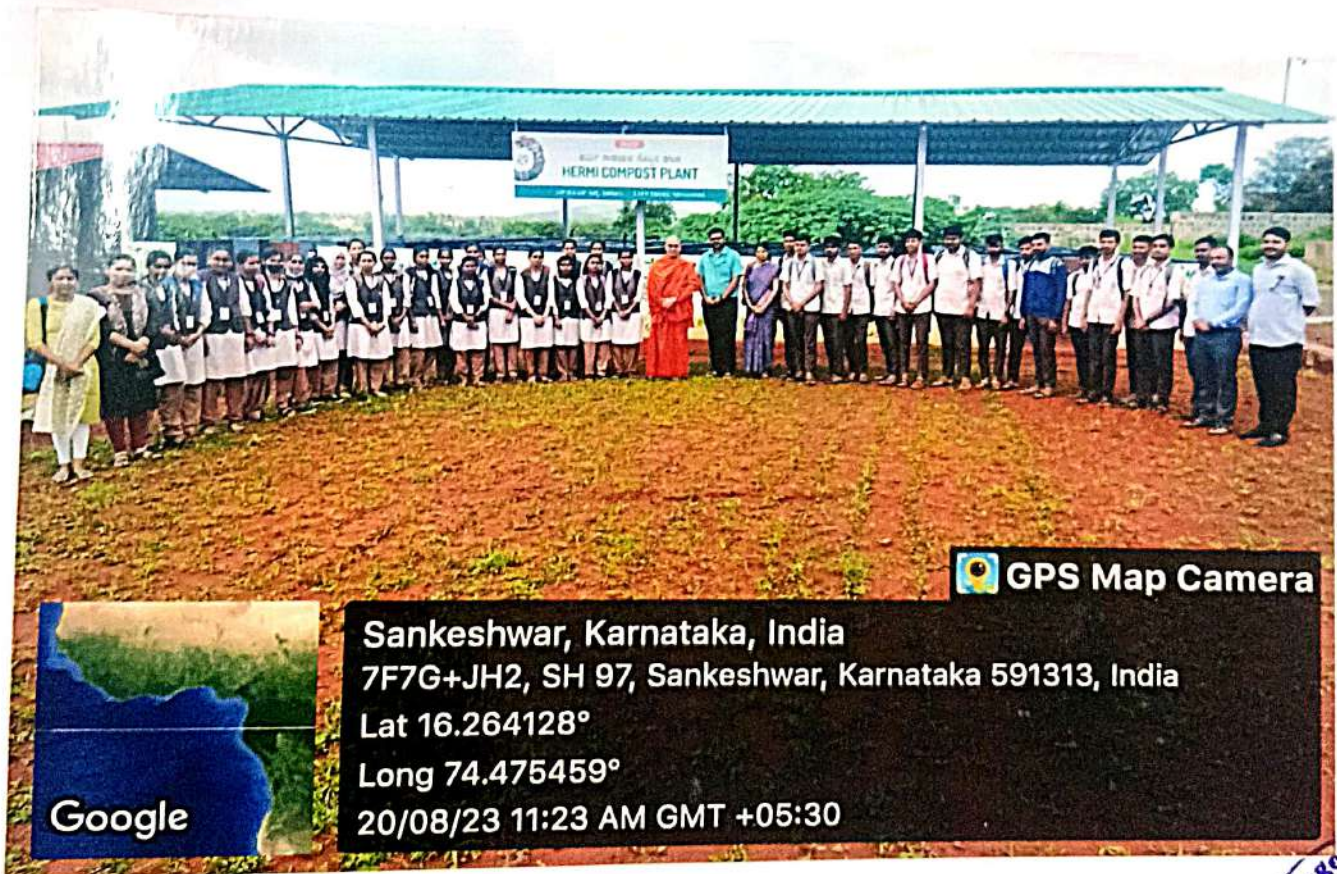 HERMI COMPOST PLANT
GPS Map Camera
Sankeshwar, Karnataka, India
7F7G+JH2, SH 97, Sankeshwar, Karnataka 591313, India
Lat 16.264128°
Long 74.475459°
20/08/23 11:23 AM GMT +05:30
Google